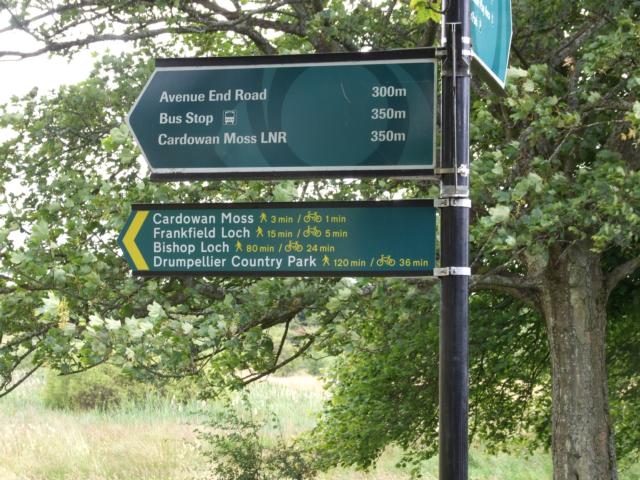 Avenue End Road 300m
Bus Stop 350m
Cardowan Moss LNR 350m
Cardowan Moss 3 min / 1 min
Frankfield Loch 15 min / 5 min
Bishop Loch 80 min / 24 min
Drumpellier Country Park 120 min / 36 min